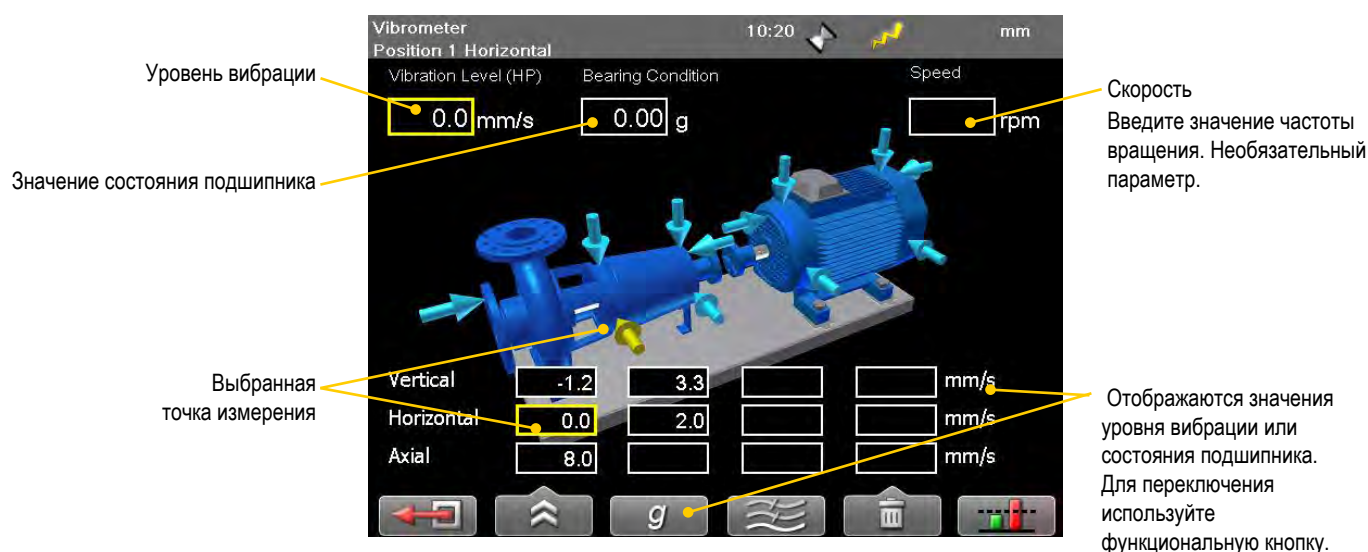 Vibrometer
Position 1 Horizontal
10:20
mm
Vibration Level (HP)
Bearing Condition
Speed
0.0 mm/s
0.00 g
rpm
Уровень вибрации
Значение состояния подшипника
Скорость
Введите значение частоты
вращения. Необязательный
параметр.
Выбранная
точка измерения
Vertical -1.2 3.3 mm/s
Horizontal 0.0 2.0 mm/s
Axial 8.0 mm/s
g
Отображаются значения
уровня вибрации или
состояния подшипника.
Для переключения
используйте
функциональную кнопку.